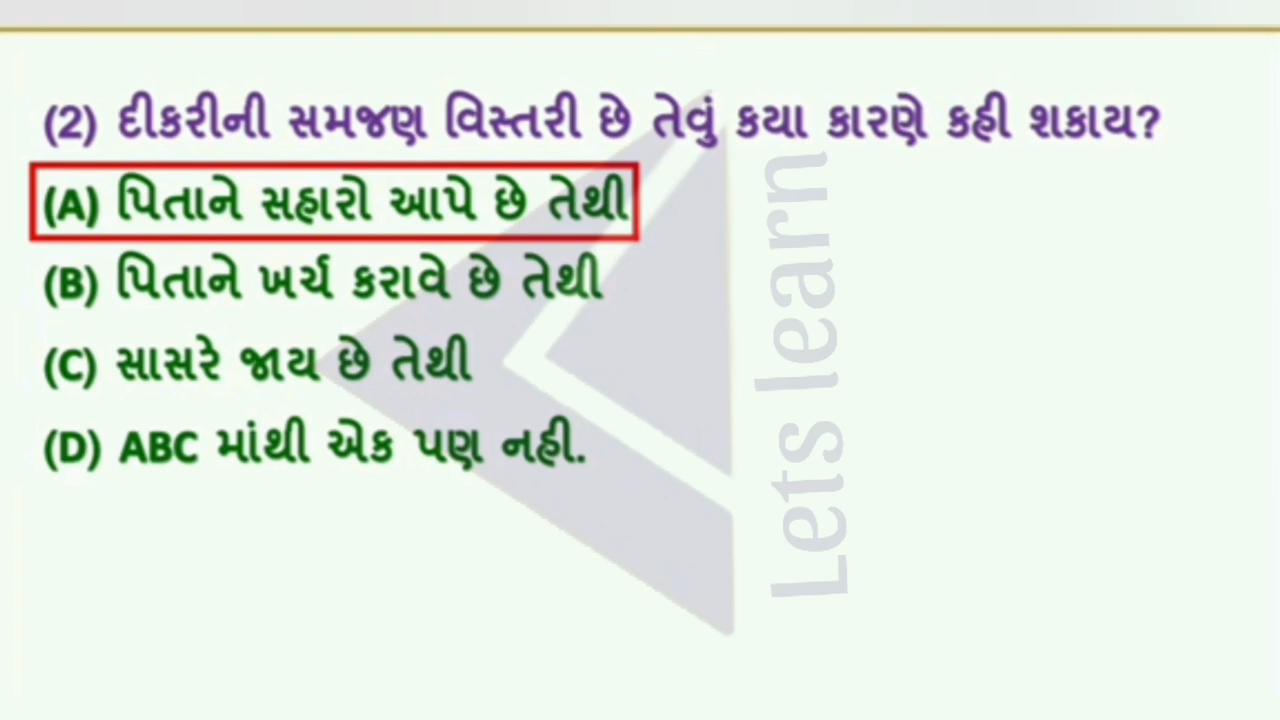 (2) દીકરીની સમજણ વિસ્તરી છે તેવું કયા કારણે કહી શકાય?
(A) પિતાને સહારો આપે છે તેથી
(B) પિતાને ખર્ચ કરાવે છે તેથી
(C) સાસરે જાય છે તેથી
(D) ABC માંથી એક પણ નહી.
Lets learn